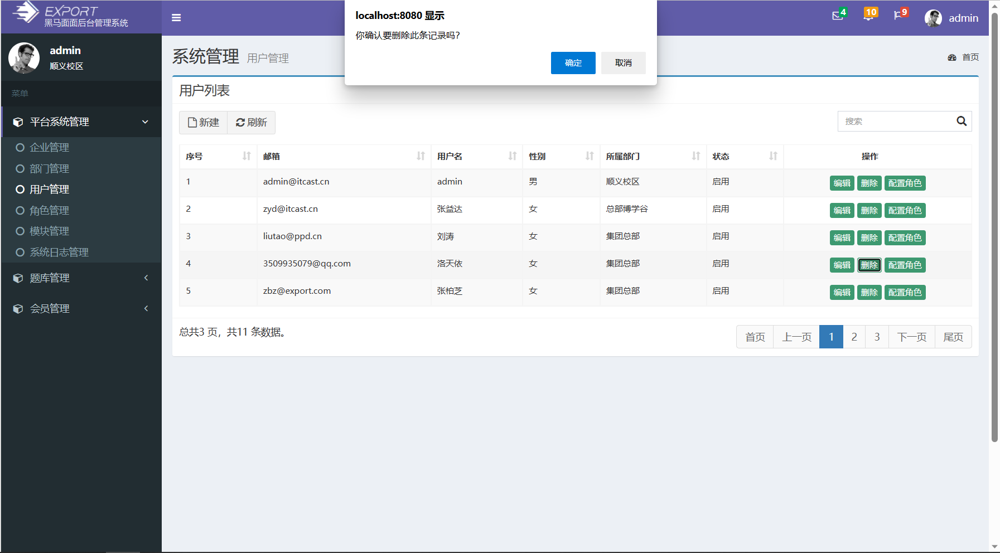 EXPORT
黑马面面后台管理系统
localhost:8080 显示
你确认要删除此条记录吗?
确定 取消
4 10 9 admin
admin
顺义校区
菜单
平台系统管理
企业管理
部门管理
用户管理
角色管理
模块管理
系统日志管理
题库管理
会员管理
系统管理 用户管理
首页
用户列表
新建 刷新 搜索
序号 邮箱 用户名 性别 所属部门 状态 操作
1 admin@itcast.cn admin 男 顺义校区 启用 编辑 删除 配置角色
2 zyd@itcast.cn 张益达 女 总部博学谷 启用 编辑 删除 配置角色
3 liutao@ppd.cn 刘涛 女 集团总部 启用 编辑 删除 配置角色
4 3509935079@qq.com 洛天依 女 集团总部 启用 编辑 删除 配置角色
5 zbz@export.com 张柏芝 女 集团总部 启用 编辑 删除 配置角色
总共3 页，共11 条数据。
首页 上一页 1 2 3 下一页 尾页